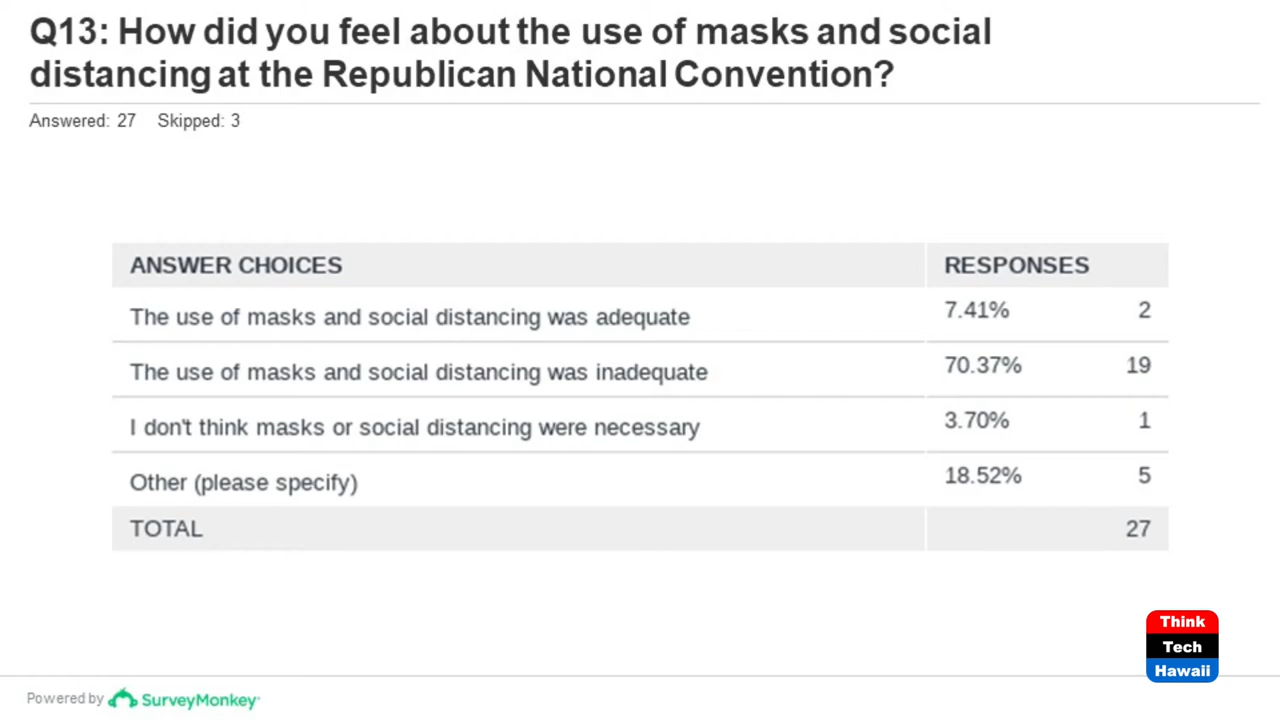 Q13: How did you feel about the use of masks and social
distancing at the Republican National Convention?
Answered: 27 Skipped: 3
ANSWER CHOICES RESPONSES
The use of masks and social distancing was adequate 7.41% 2
The use of masks and social distancing was inadequate 70.37% 19
I don't think masks or social distancing were necessary 3.70% 1
Other (please specify) 18.52% 5
TOTAL 27
Think
Tech
Hawaii
Powered by SurveyMonkey